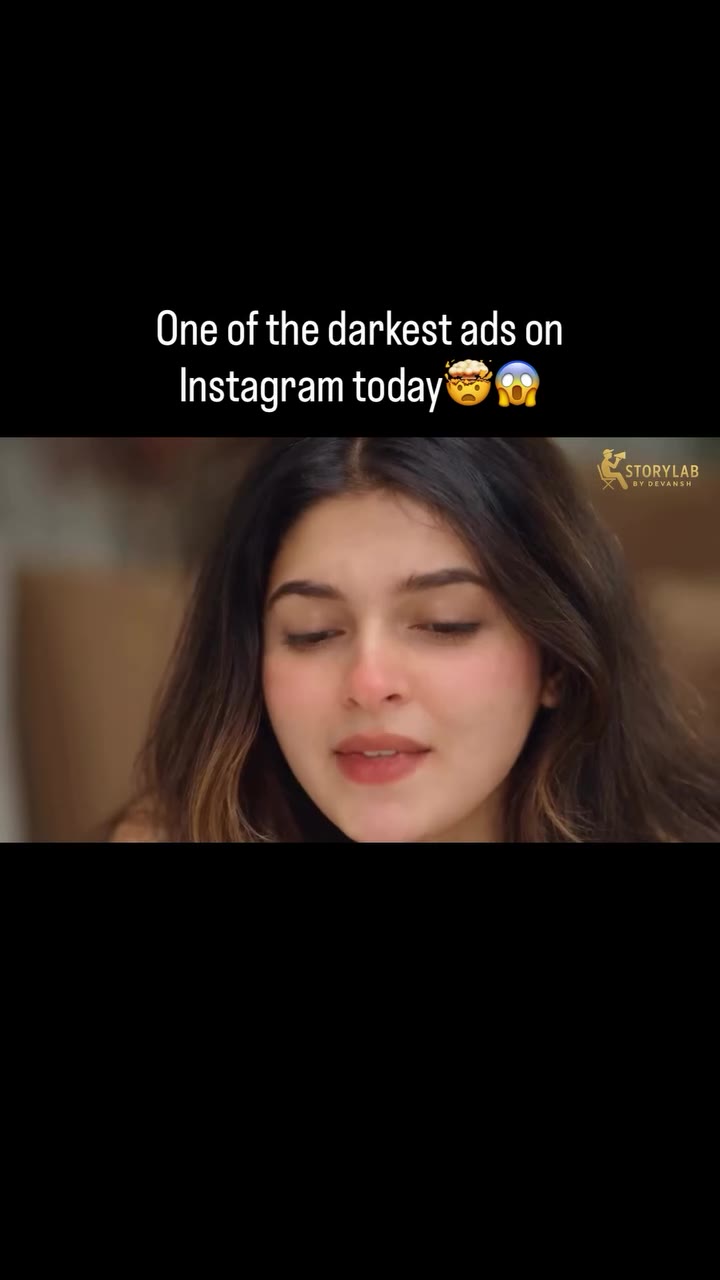 One of the darkest ads on
Instagram today🤯😱
STORYLAB
BY DEVANSH